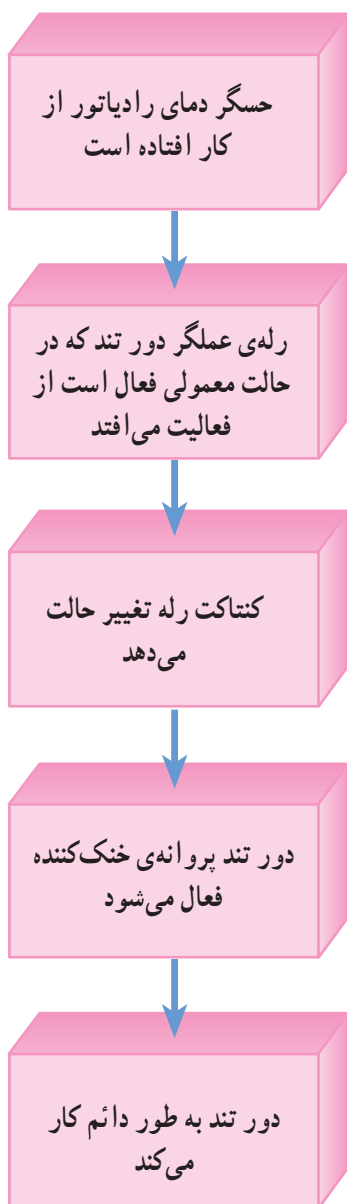 حسگر دمای رادیاتور از
کار افتاده است
رله‌ی عملگر دور تند که در
حالت معمولی فعال است از
فعالیت می‌افتد
کنتاکت رله تغییر حالت
می‌دهد
دور تند پروانه‌ی خنک‌کننده
فعال می‌شود
دور تند به طور دائم کار
می‌کند